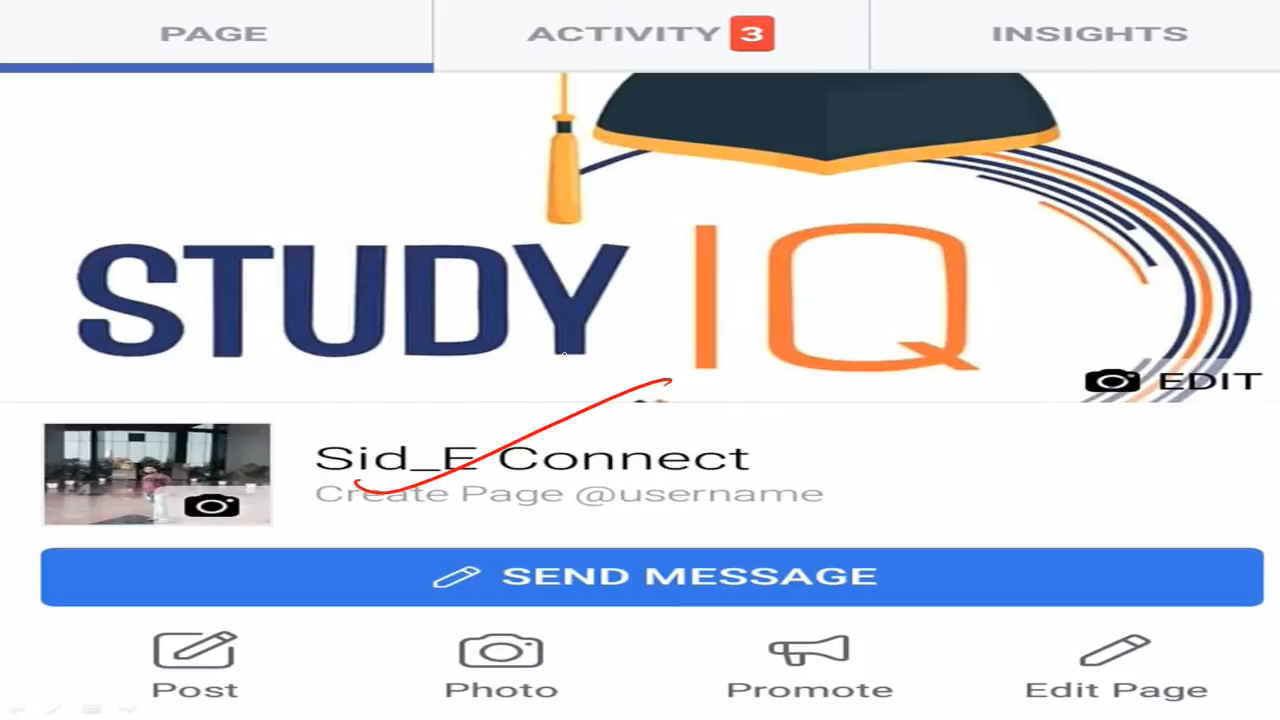 PAGE
ACTIVITY 3
INSIGHTS
STUDY IQ
EDIT
Sid_E Connect
Create Page @username
SEND MESSAGE
Post
Photo
Promote
Edit Page